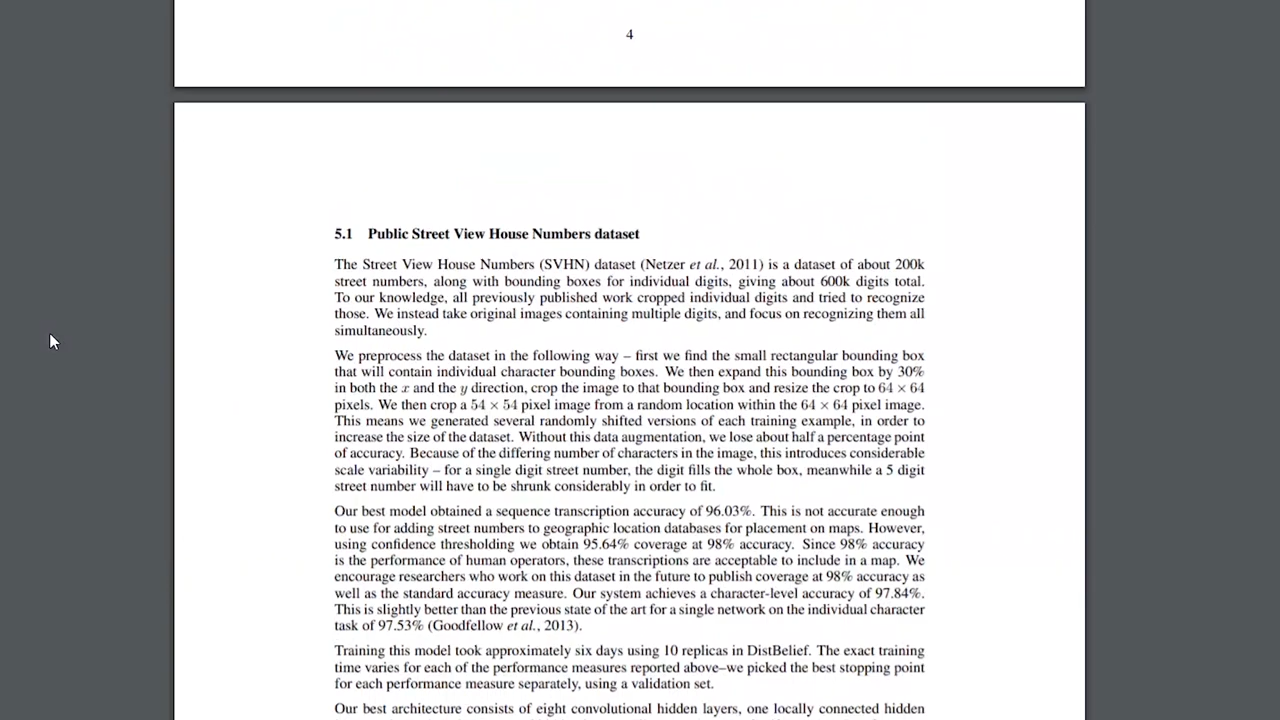 4
5.1 Public Street View House Numbers dataset
The Street View House Numbers (SVHN) dataset (Netzer et al., 2011) is a dataset of about 200k
street numbers, along with bounding boxes for individual digits, giving about 600k digits total.
To our knowledge, all previously published work cropped individual digits and tried to recognize
those. We instead take original images containing multiple digits, and focus on recognizing them all
simultaneously.
We preprocess the dataset in the following way – first we find the small rectangular bounding box
that will contain individual character bounding boxes. We then expand this bounding box by 30%
in both the x and the y direction, crop the image to that bounding box and resize the crop to 64 × 64
pixels. We then crop a 54 × 54 pixel image from a random location within the 64 × 64 pixel image.
This means we generated several randomly shifted versions of each training example, in order to
increase the size of the dataset. Without this data augmentation, we lose about half a percentage point
of accuracy. Because of the differing number of characters in the image, this introduces considerable
scale variability – for a single digit street number, the digit fills the whole box, meanwhile a 5 digit
street number will have to be shrunk considerably in order to fit.
Our best model obtained a sequence transcription accuracy of 96.03%. This is not accurate enough
to use for adding street numbers to geographic location databases for placement on maps. However,
using confidence thresholding we obtain 95.64% coverage at 98% accuracy. Since 98% accuracy
is the performance of human operators, these transcriptions are acceptable to include in a map. We
encourage researchers who work on this dataset in the future to publish coverage at 98% accuracy as
well as the standard accuracy measure. Our system achieves a character-level accuracy of 97.84%.
This is slightly better than the previous state of the art for a single network on the individual character
task of 97.53% (Goodfellow et al., 2013).
Training this model took approximately six days using 10 replicas in DistBelief. The exact training
time varies for each of the performance measures reported above–we picked the best stopping point
for each performance measure separately, using a validation set.
Our best architecture consists of eight convolutional hidden layers, one locally connected hidden